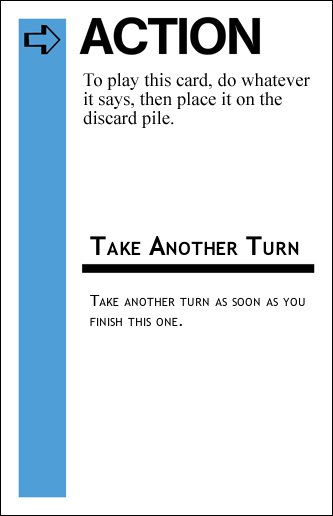 ACTION
To play this card, do whatever
it says, then place it on the
discard pile.
Take Another Turn
Take another turn as soon as you
finish this one.